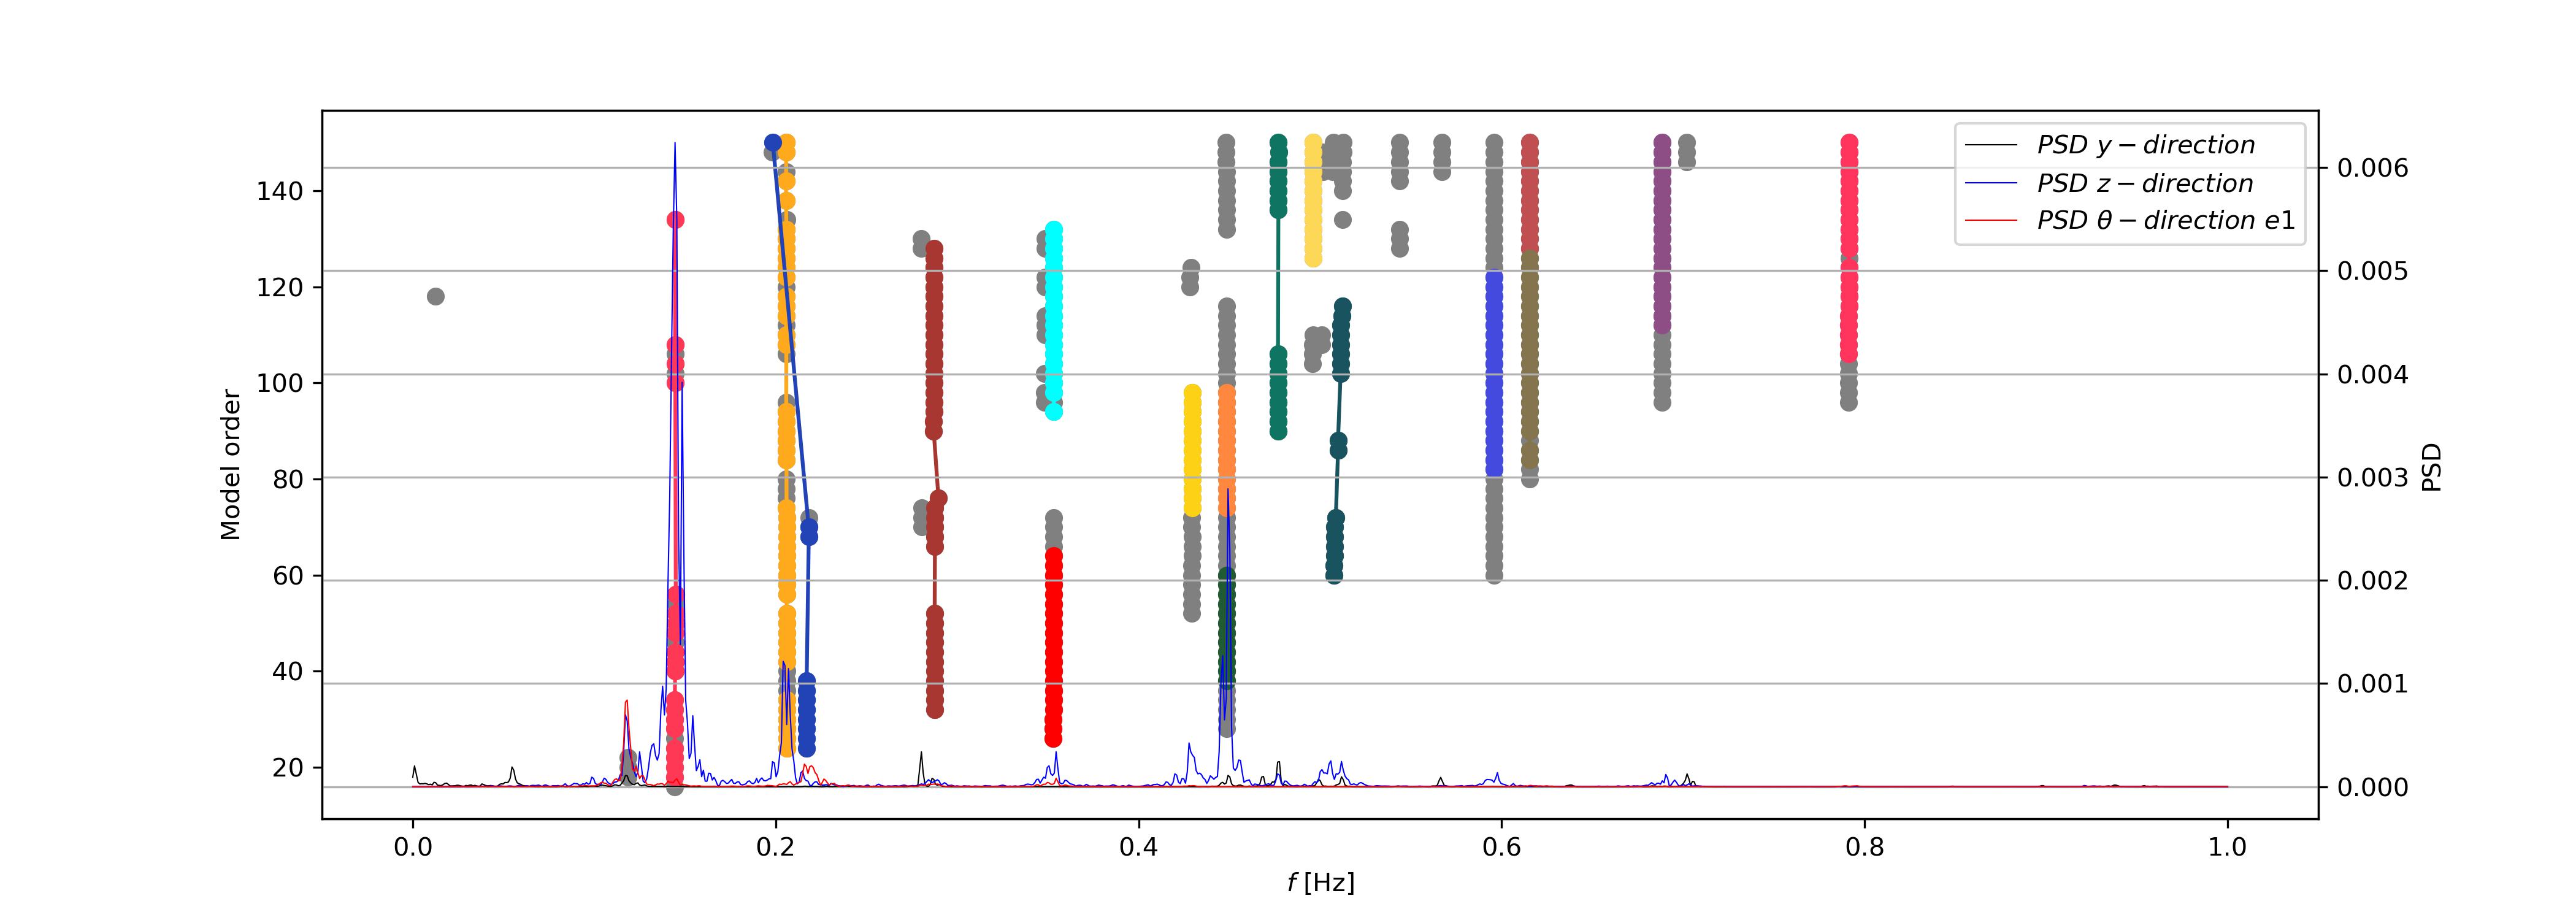 PSD y − direction
PSD z − direction
PSD θ − direction e1
Model order
140
120
100
80
60
40
20
0.006
0.005
0.004
0.003
0.002
0.001
0.000
PSD
0.0 0.2 0.4 0.6 0.8 1.0
f [Hz]